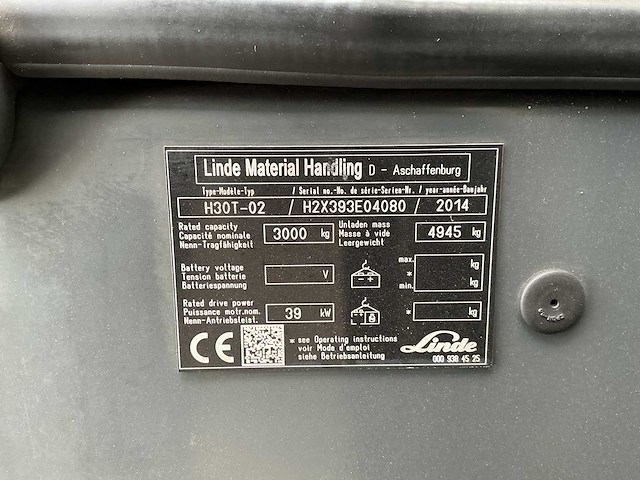 Linde Material Handling D - Aschaffenburg
Type-Modèle-Typ / Serial no.-No. de série-Serien-Nr. / year-année-Baujahr
H30T-02 / H2X393E04080 / 2014
Rated capacity
Capacité nominale 3000 kg
Nenn-Tragfähigkeit
Unladen mass
Masse à vide 4945 kg
Leergewicht
Battery voltage
Tension batterie V
Batteriespannung
max. kg
*
min. kg
Rated drive power
Puissance motr.nom. 39 kW
Nenn-Antriebsleist.
* kg
CE
* see Operating instructions
voir Mode d'emploi
siehe Betriebsanleitung
Linde
000 938 45 25